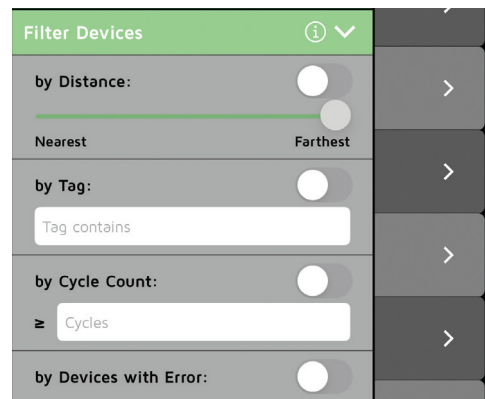 Filter Devices
by Distance:
Nearest Farthest
by Tag:
Tag contains
by Cycle Count:
≥ Cycles
by Devices with Error: